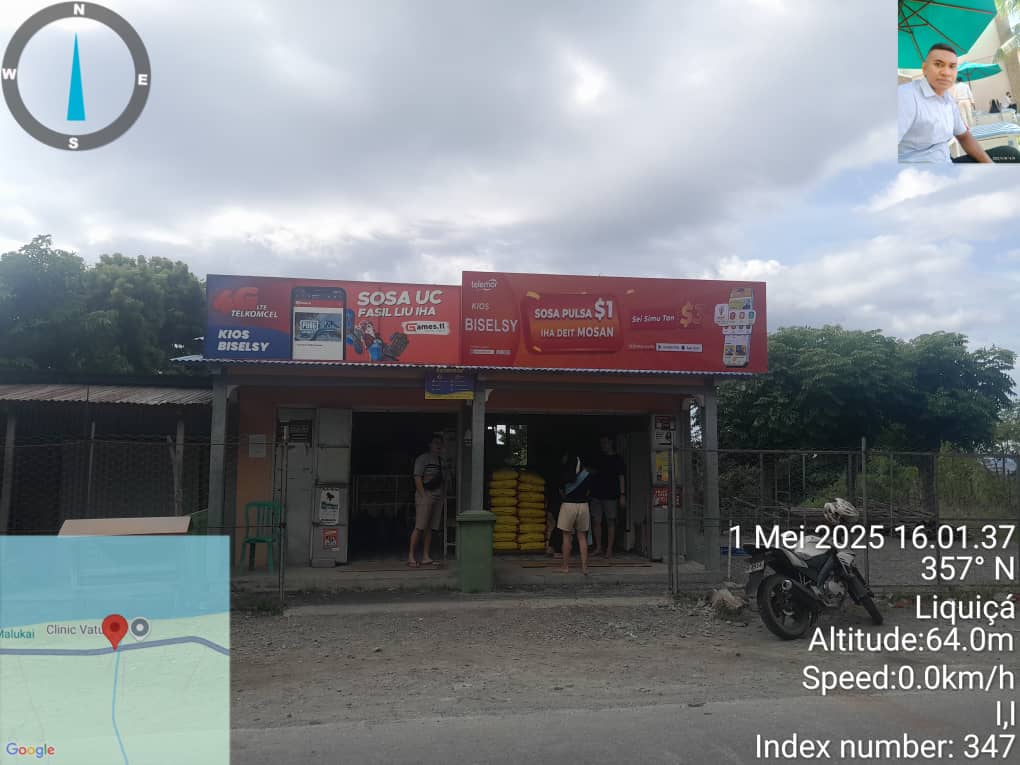 N
W
E
S
4G LTE
TELKOMCEL
KIOS
BISELSY
PUBG
SOSA UC
FASIL LIU IHA
Games.tl
telemor
KIOS
BISELSY
SOSA PULSA $1
IHA DEIT MOSAN
Sei Simu Tan $3
1 Mei 2025 16.01.37
357° N
Liquiçá
Altitude:64.0m
Speed:0.0km/h
Index number: 347
Malukai
Clinic Vatu
Google